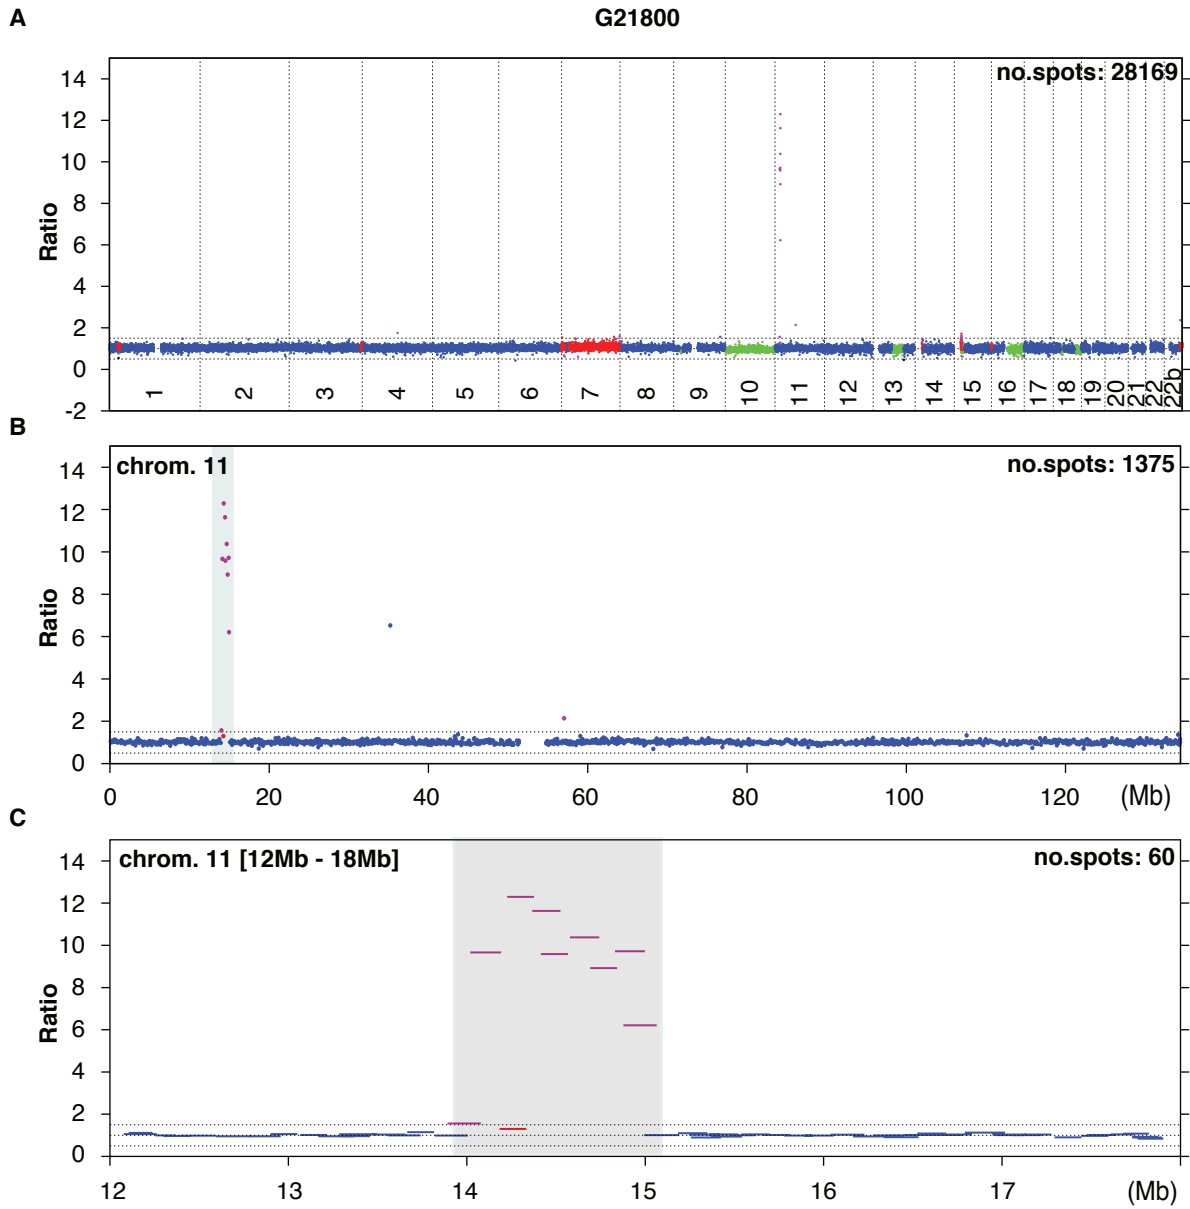 A
G21800
no.spots: 28169
Ratio
14
12
10
8
6
4
2
0
-2
1 2 3 4 5 6 7 8 9 10 11 12 13 14 15 16 17 18 19 20 21 22 22b
B
chrom. 11
no.spots: 1375
Ratio
14
12
10
8
6
4
2
0
0 20 40 60 80 100 120 (Mb)
C
chrom. 11 [12Mb - 18Mb]
no.spots: 60
Ratio
14
12
10
8
6
4
2
0
12 13 14 15 16 17 (Mb)